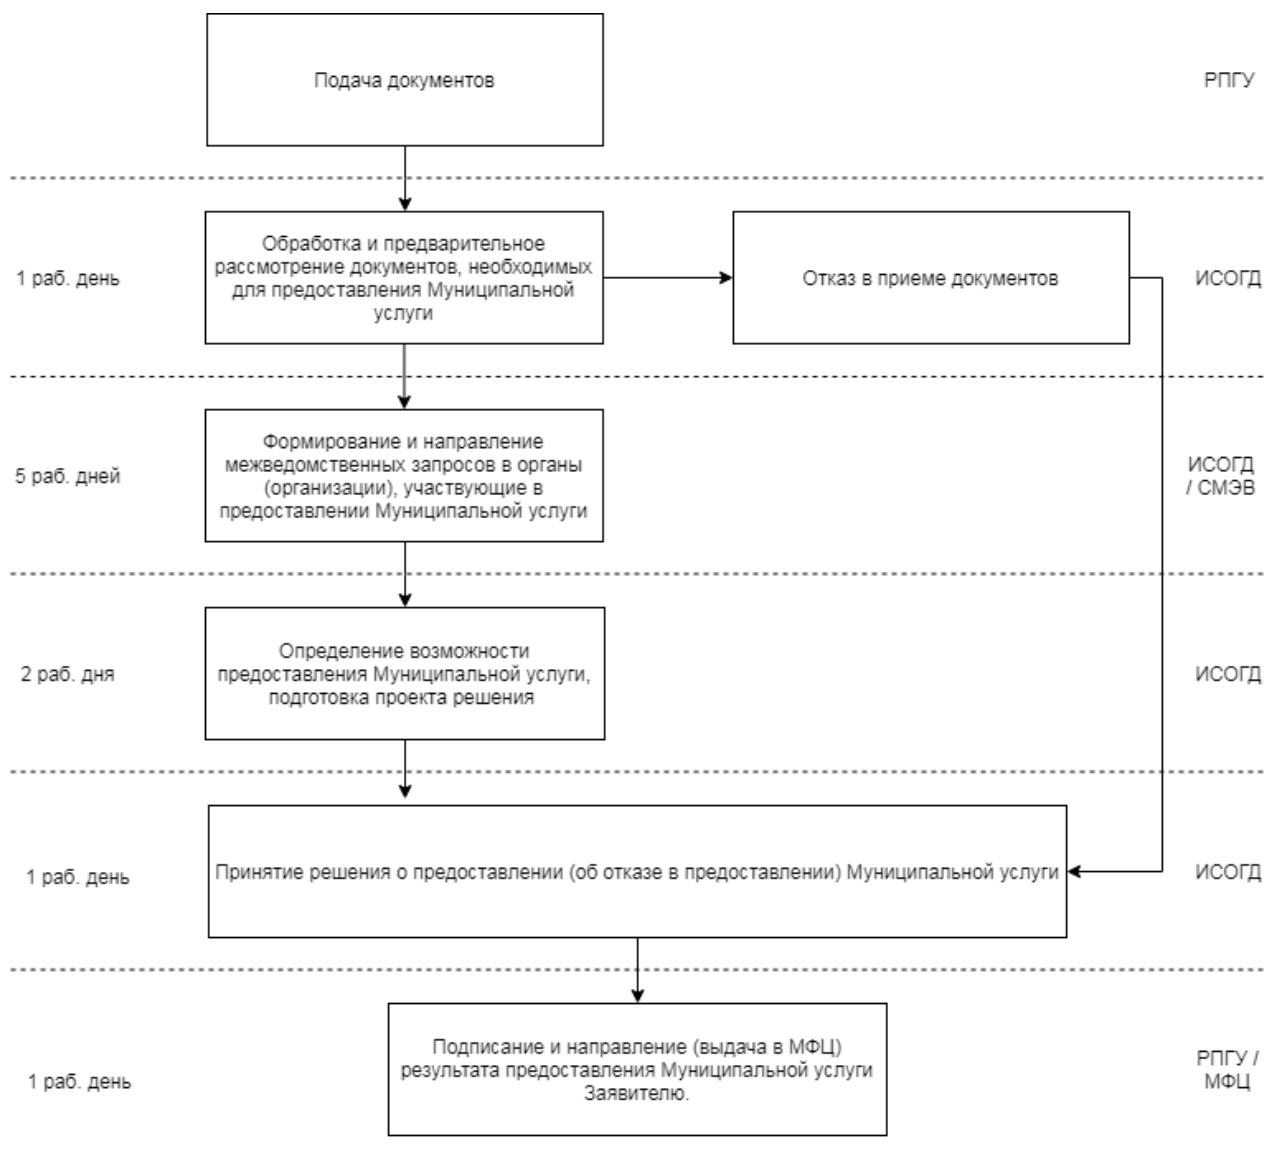 Подача документов
РПГУ
1 раб. день
Обработка и предварительное
рассмотрение документов, необходимых
для предоставления Муниципальной
услуги
Отказ в приеме документов
ИСОГД
5 раб. дней
Формирование и направление
межведомственных запросов в органы
(организации), участвующие в
предоставлении Муниципальной услуги
ИСОГД
/ СМЭВ
2 раб. дня
Определение возможности
предоставления Муниципальной услуги,
подготовка проекта решения
ИСОГД
1 раб. день
Принятие решения о предоставлении (об отказе в предоставлении) Муниципальной услуги
ИСОГД
1 раб. день
Подписание и направление (выдача в МФЦ)
результата предоставления Муниципальной услуги
Заявителю.
РПГУ /
МФЦ